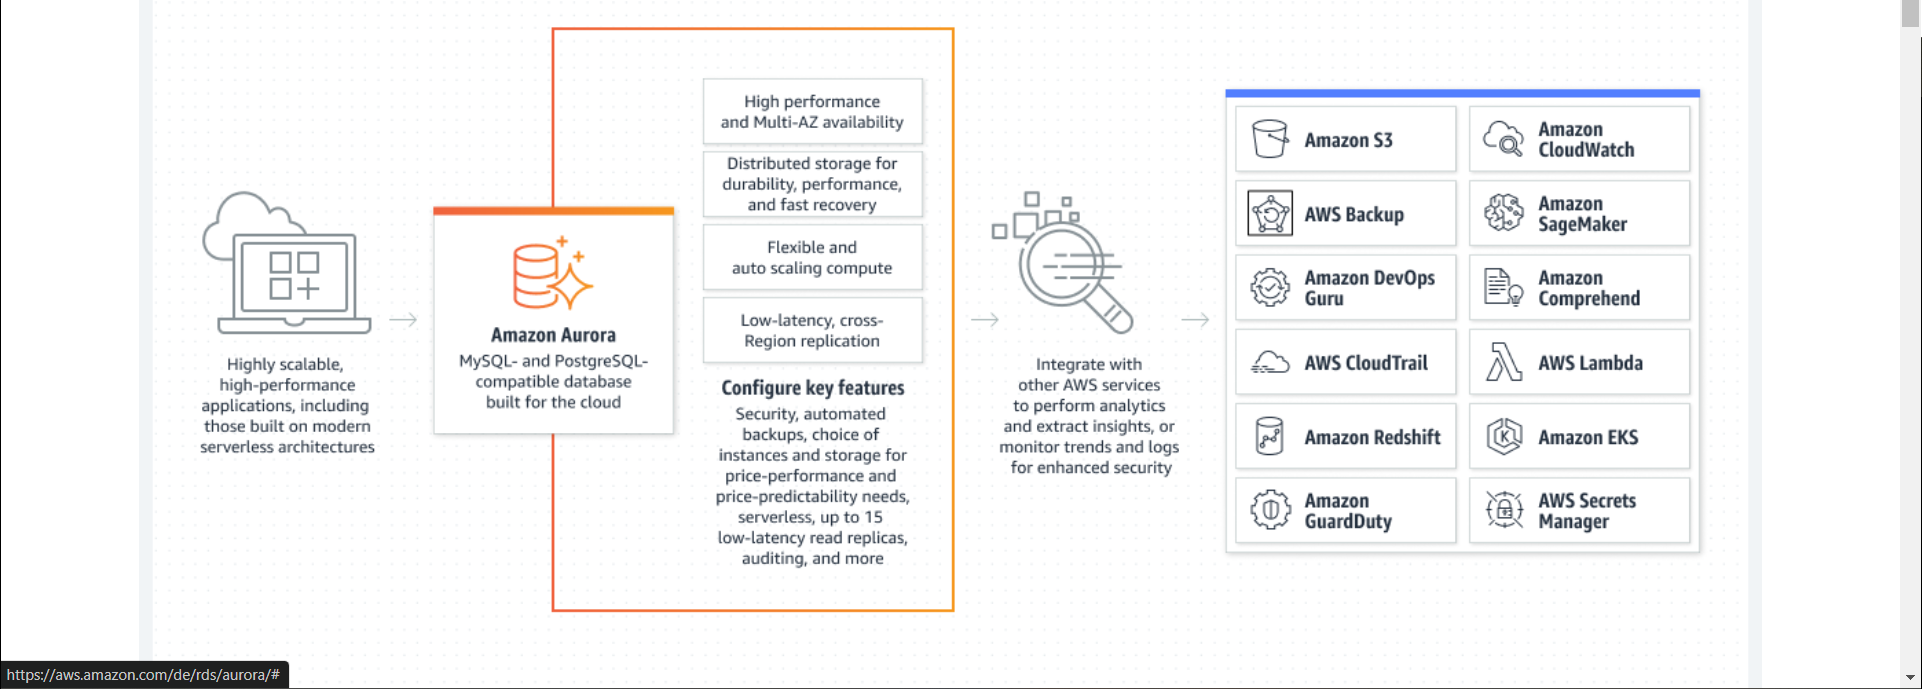 Highly scalable,
high-performance
applications, including
those built on modern
serverless architectures
Amazon Aurora
MySQL- and PostgreSQL-
compatible database
built for the cloud
High performance
and Multi-AZ availability
Distributed storage for
durability, performance,
and fast recovery
Flexible and
auto scaling compute
Low-latency, cross-
Region replication
Configure key features
Security, automated
backups, choice of
instances and storage for
price-performance and
price-predictability needs,
serverless, up to 15
low-latency read replicas,
auditing, and more
Integrate with
other AWS services
to perform analytics
and extract insights, or
monitor trends and logs
for enhanced security
Amazon S3
Amazon
CloudWatch
AWS Backup
Amazon
SageMaker
Amazon DevOps
Guru
Amazon
Comprehend
AWS CloudTrail
AWS Lambda
Amazon Redshift
Amazon EKS
Amazon
GuardDuty
AWS Secrets
Manager
https://aws.amazon.com/de/rds/aurora/#